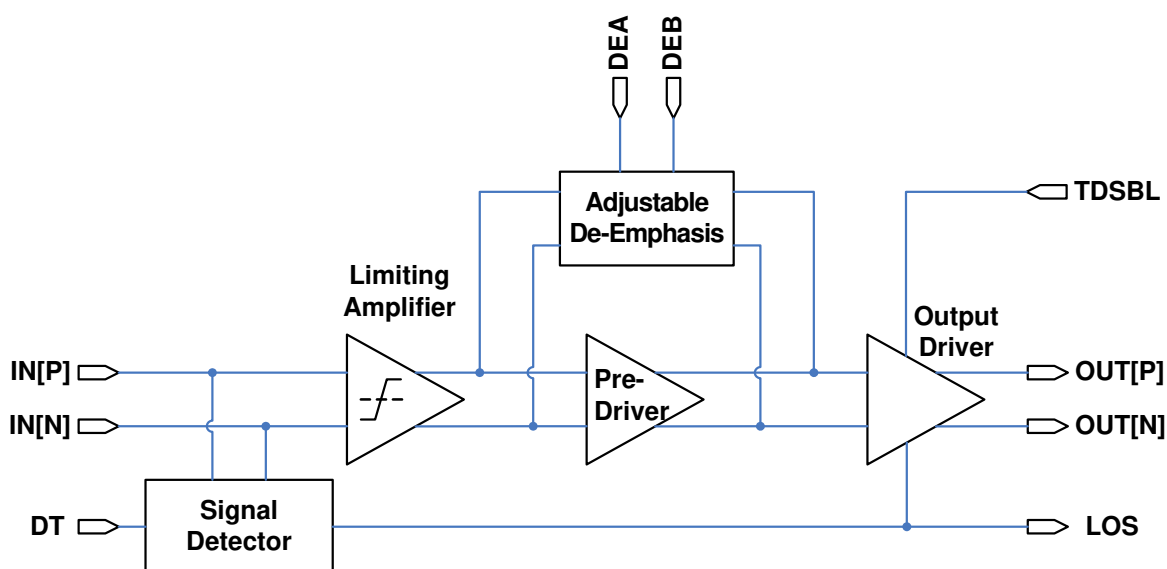 DEA
DEB
Adjustable
De-Emphasis
TDSBL
Limiting
Amplifier
Output
Driver
IN[P]
Pre-
Driver
OUT[P]
IN[N]
OUT[N]
DT
Signal
Detector
LOS